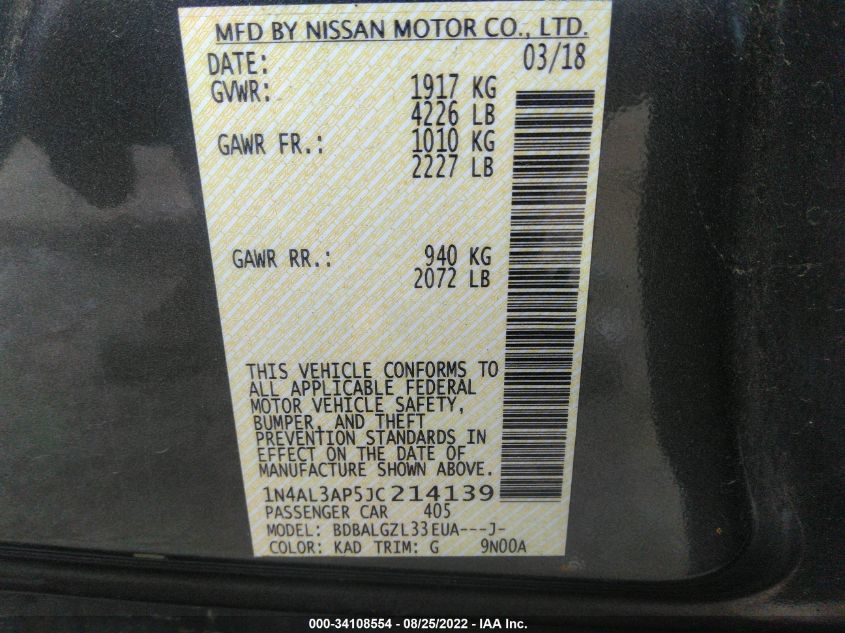 MFD BY NISSAN MOTOR CO., LTD.
DATE: 03/18
GVWR: 1917 KG
4226 LB
GAWR FR.: 1010 KG
2227 LB
GAWR RR.: 940 KG
2072 LB
THIS VEHICLE CONFORMS TO
ALL APPLICABLE FEDERAL
MOTOR VEHICLE SAFETY,
BUMPER, AND THEFT
PREVENTION STANDARDS IN
EFFECT ON THE DATE OF
MANUFACTURE SHOWN ABOVE.
1N4AL3AP5JC214139
PASSENGER CAR 405
MODEL: BDBALGZL33EUA---J-
COLOR: KAD TRIM: G 9N00A
000-34108554 - 08/25/2022 - IAA Inc.